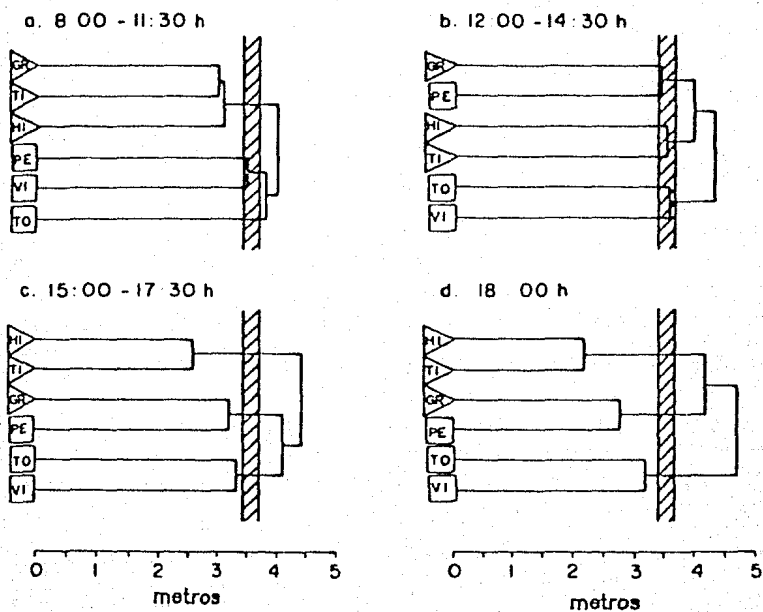 a. 8 00 - 11:30 h
GR
TI
HI
PE
VI
TO
b. 12:00 - 14:30 h
GR
PE
HI
TI
TO
VI
c. 15:00 - 17:30 h
HI
TI
GR
PE
TO
VI
d. 18 00 h
HI
TI
GR
PE
TO
VI
0 1 2 3 4 5
metros
0 1 2 3 4 5
metros